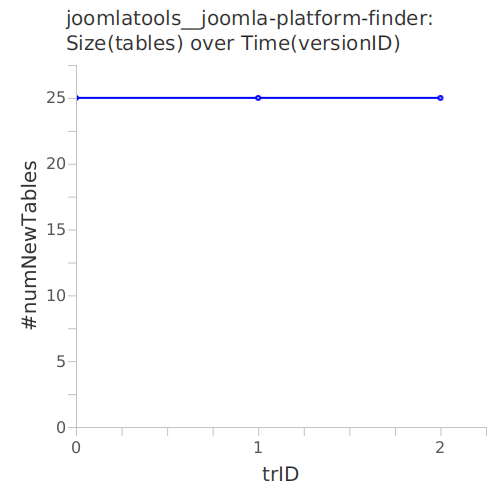 joomlatools__joomla-platform-finder:
Size(tables) over Time(versionID)
#numNewTables
25
20
15
10
5
0
0
1
2
trID